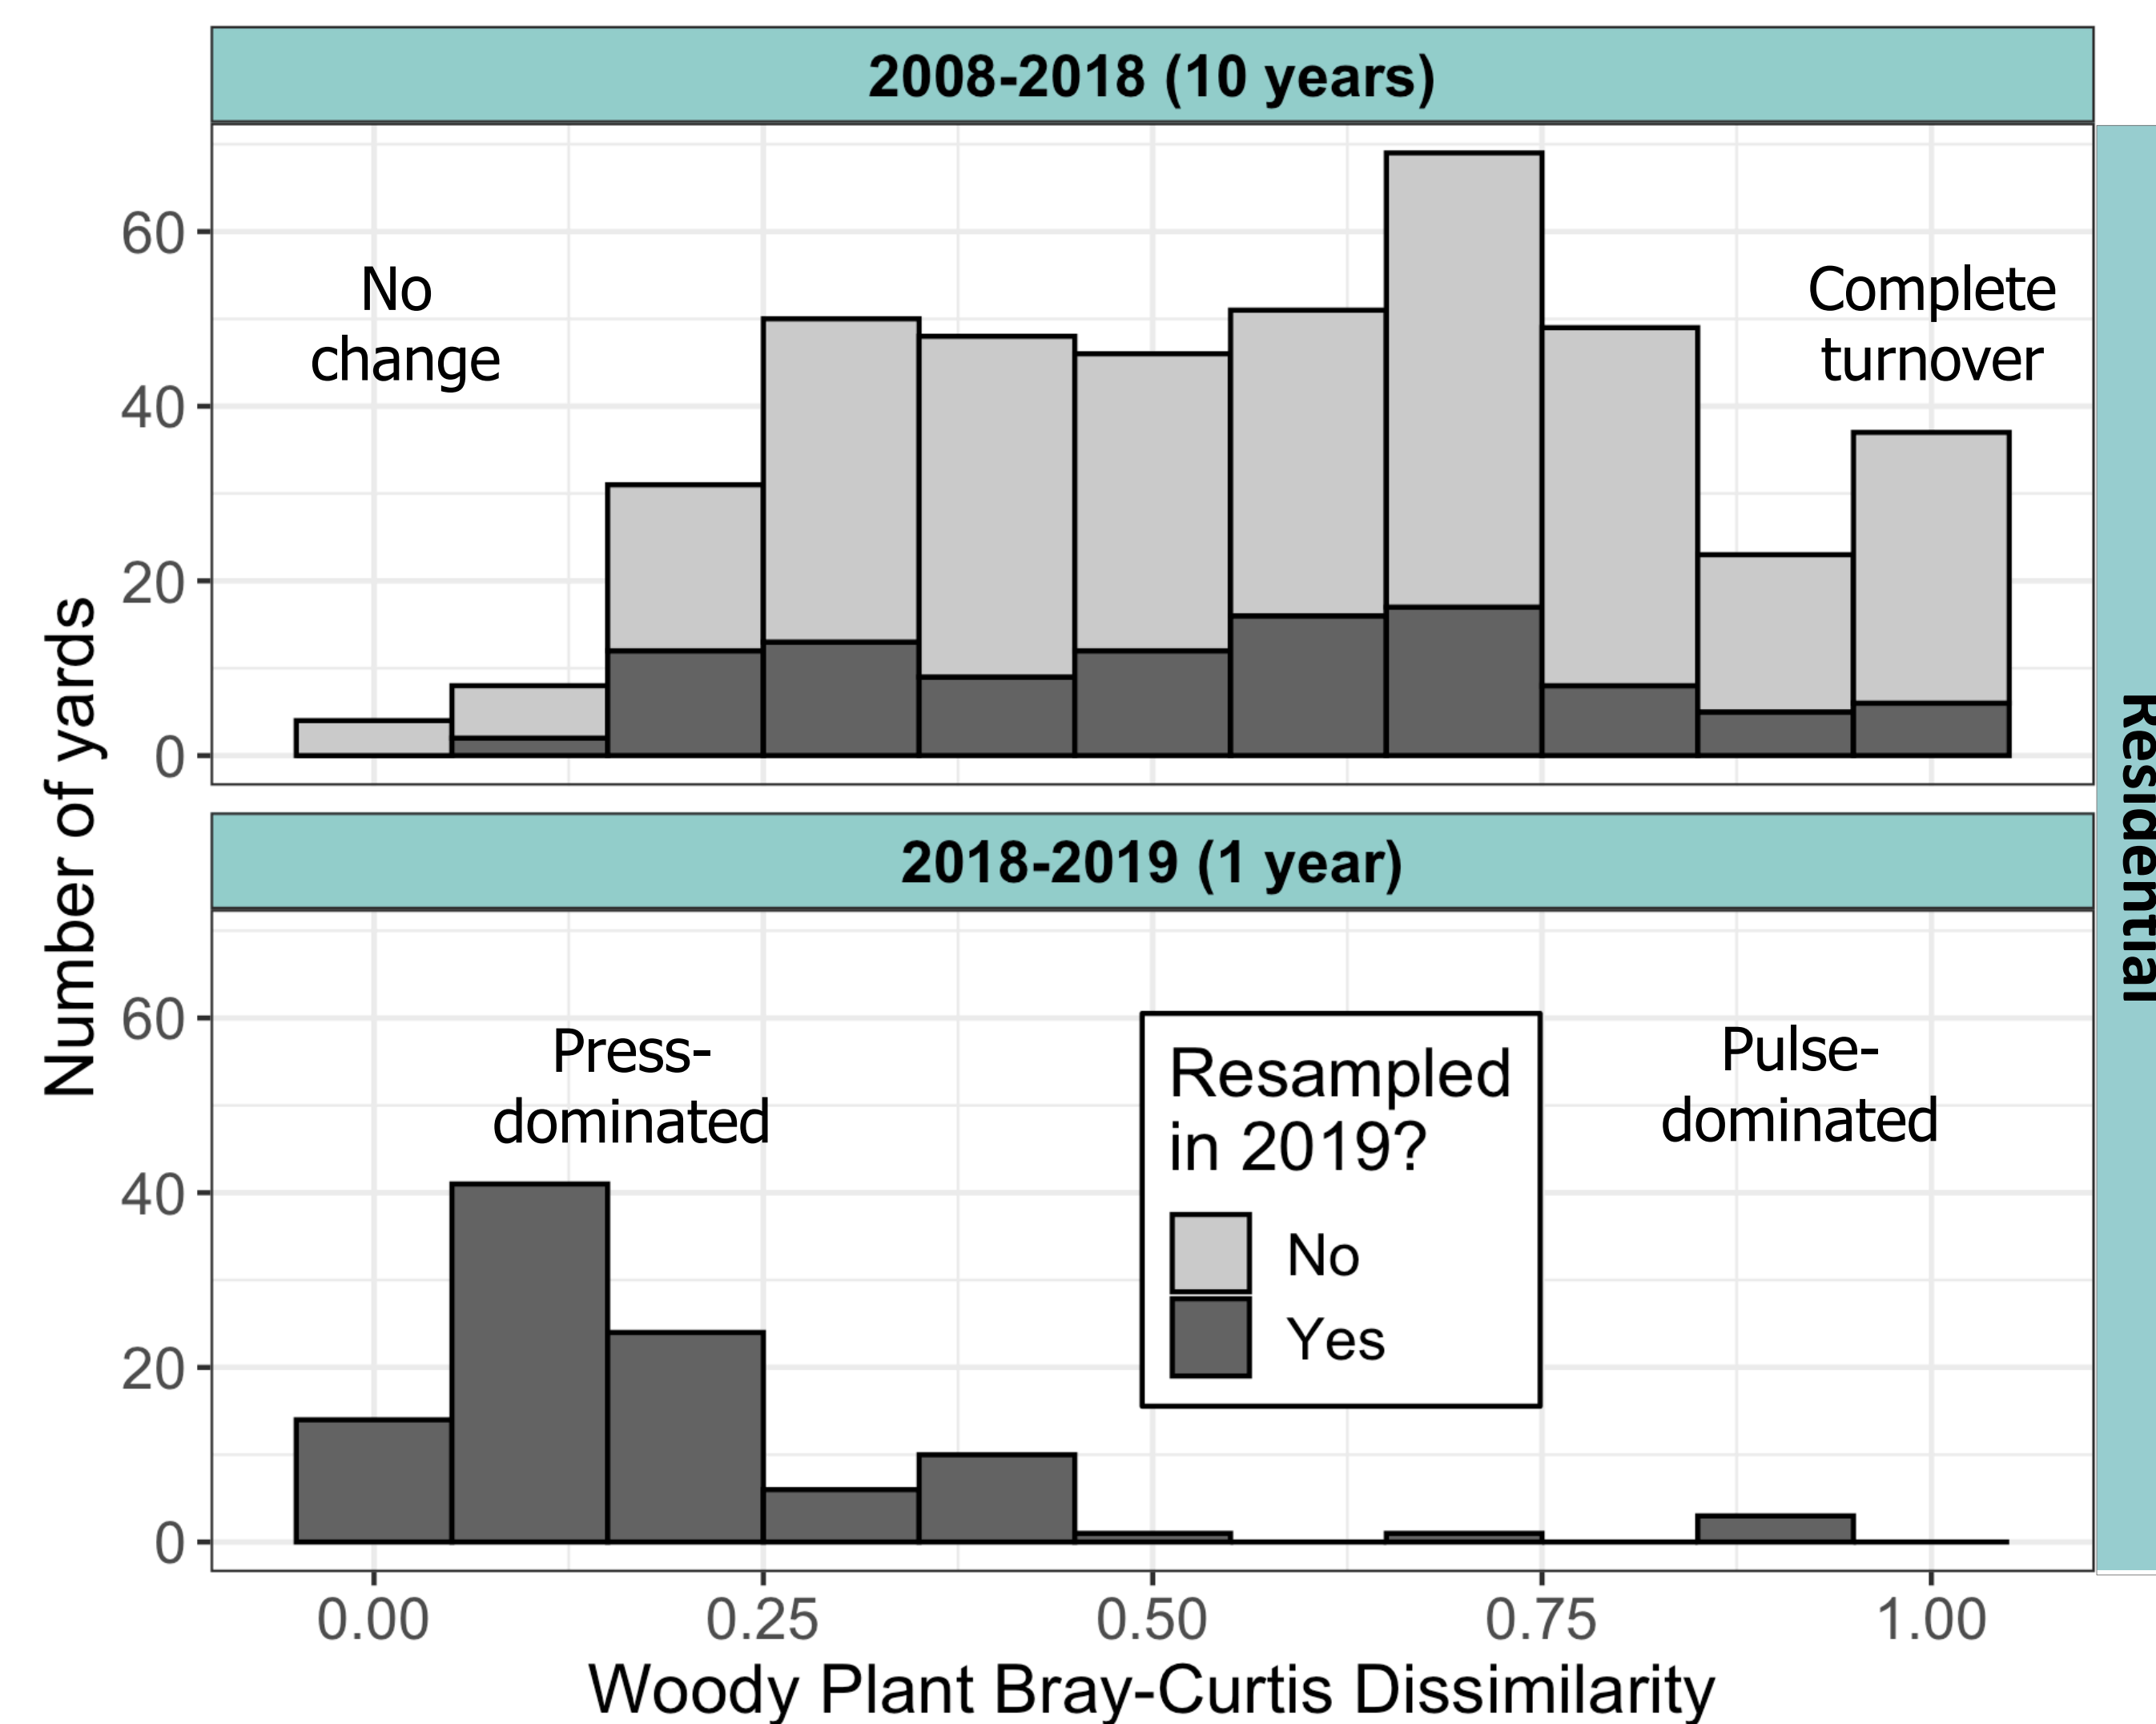 2008-2018 (10 years)
No
change
Complete
turnover
60
40
20
0
Number of yards
Residential
2018-2019 (1 year)
Press-
dominated
Pulse-
dominated
Resampled
in 2019?
No
Yes
60
40
20
0
0.00 0.25 0.50 0.75 1.00
Woody Plant Bray-Curtis Dissimilarity